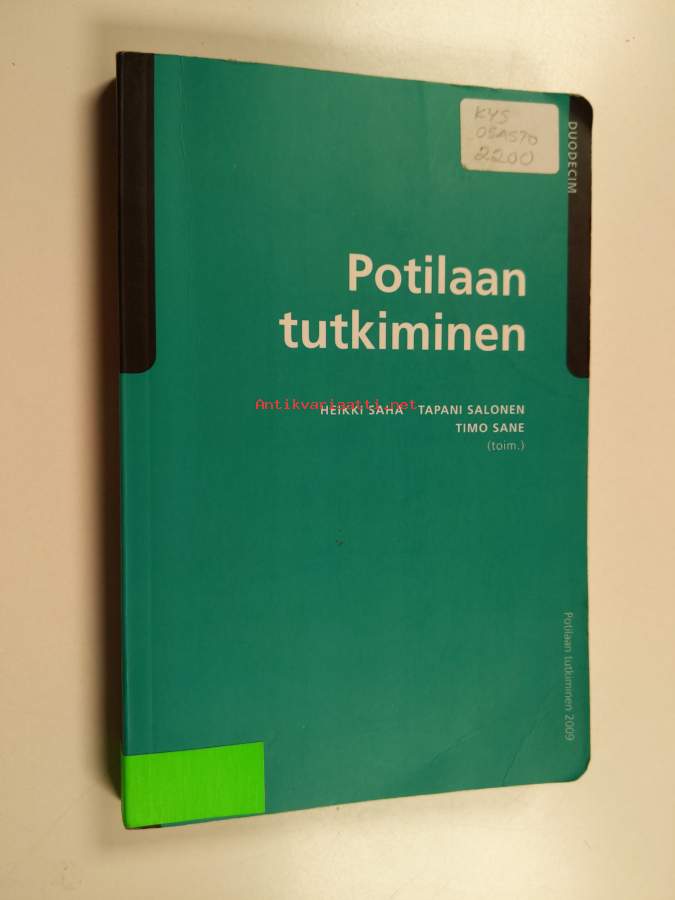 KYS
OSASTO
2200
DUODECIM
Potilaan
tutkiminen
Antikvariaatti.net
HEIKKI SAHA TAPANI SALONEN
TIMO SANE
(toim.)
Potilaan tutkiminen 2009